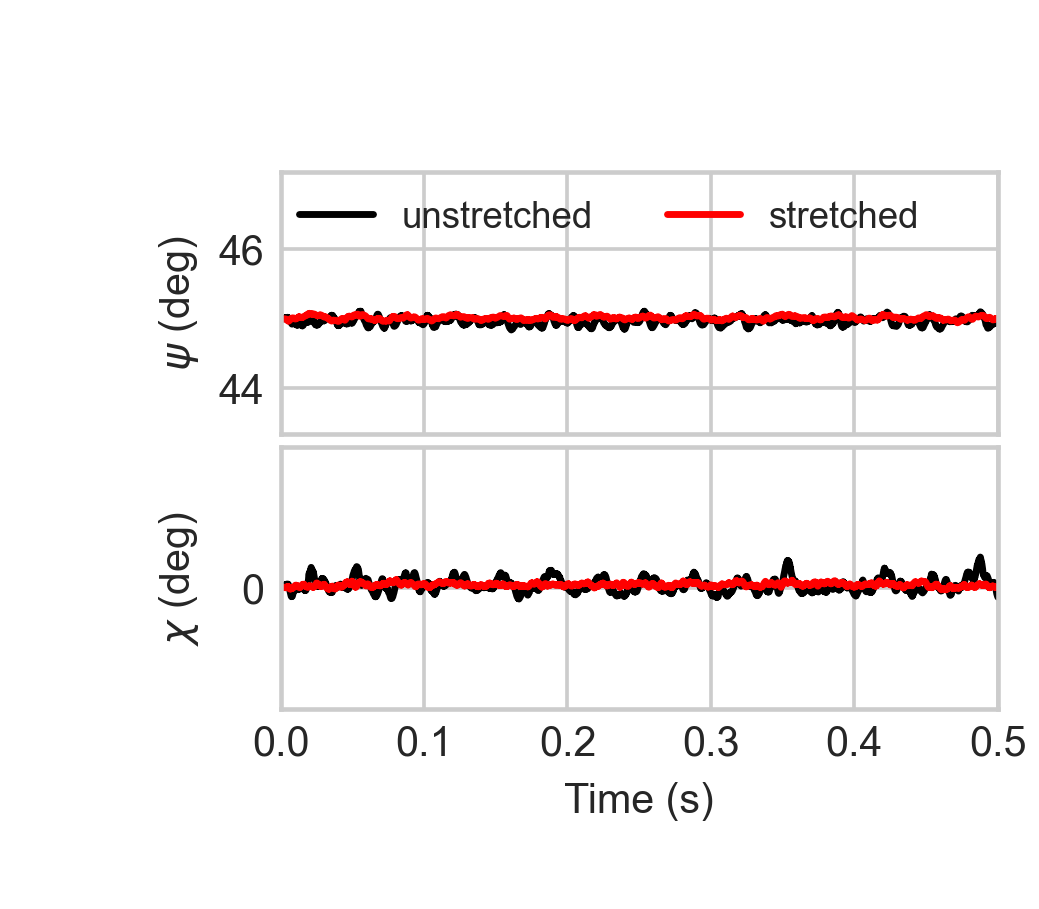 unstretched stretched
46
ψ (deg)
44
χ (deg)
0
0.0 0.1 0.2 0.3 0.4 0.5
Time (s)